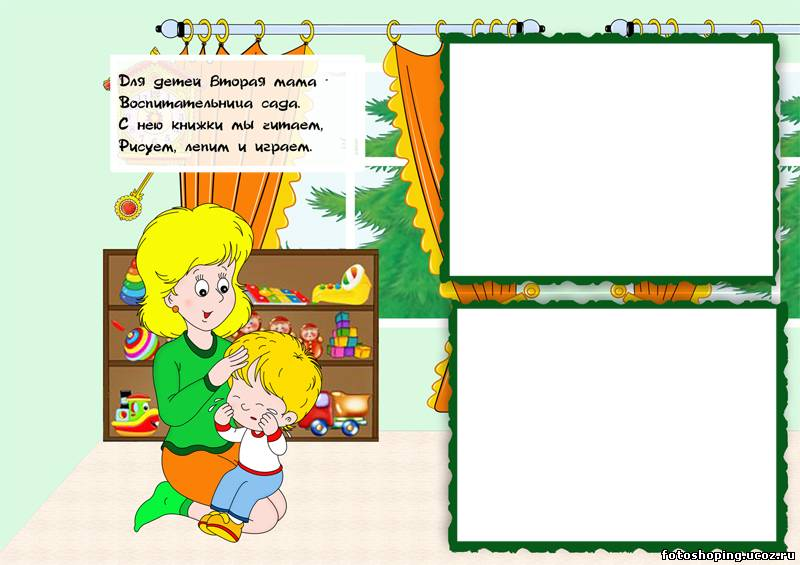 Для детей Вторая мама -
Воспитательница сада.
С нею книжки мы читаем,
Рисуем, лепим и играем.
fotoshoping.ucoz.ru